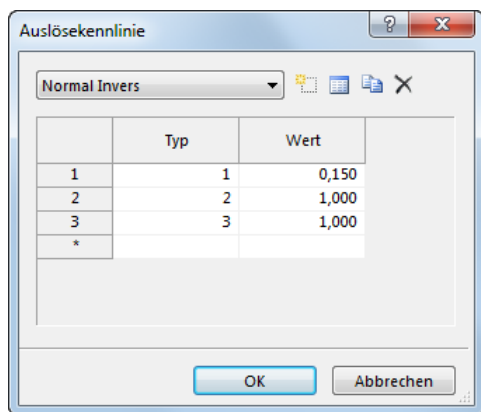 Auslösekennlinie
Normal Invers
Typ Wert
1 1 0,150
2 2 1,000
3 3 1,000
*
OK Abbrechen